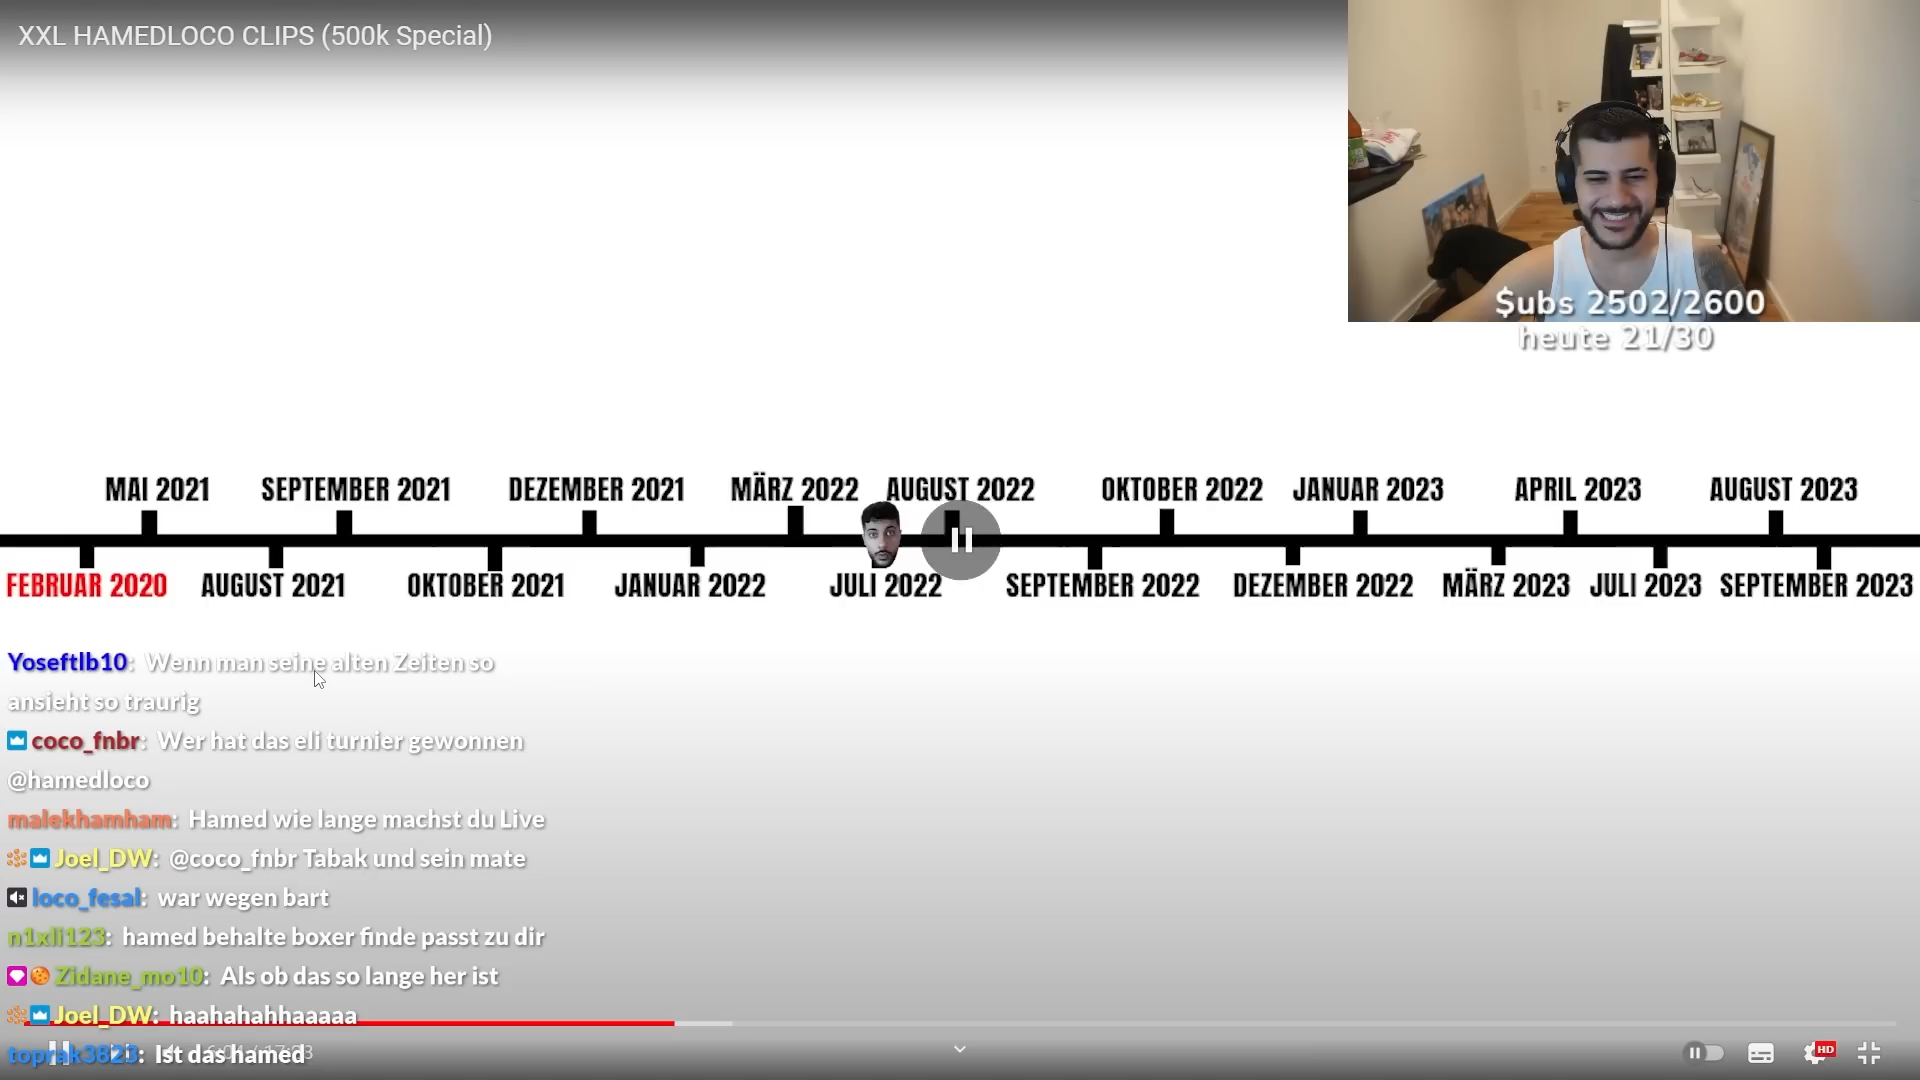 XXL HAMEDLOCO CLIPS (500k Special)
$ubs 2502/2600
heute 21/30
MAI 2021 SEPTEMBER 2021 DEZEMBER 2021 MÄRZ 2022 AUGUST 2022 OKTOBER 2022 JANUAR 2023 APRIL 2023 AUGUST 2023
FEBRUAR 2020 AUGUST 2021 OKTOBER 2021 JANUAR 2022 JULI 2022 SEPTEMBER 2022 DEZEMBER 2022 MÄRZ 2023 JULI 2023 SEPTEMBER 2023
Yoseftlb10: Wenn man seine alten Zeiten so
ansieht so traurig
coco_fnbr: Wer hat das eli turnier gewonnen
@hamedloco
malekhamham: Hamed wie lange machst du Live
Joel_DW: @coco_fnbr Tabak und sein mate
loco_fesal: war wegen bart
n1xli123: hamed behalte boxer finde passt zu dir
Zidane_mo10: Als ob das so lange her ist
Joel_DW: haahahahhaaaaa
toprak3823: Ist das hamed
HD